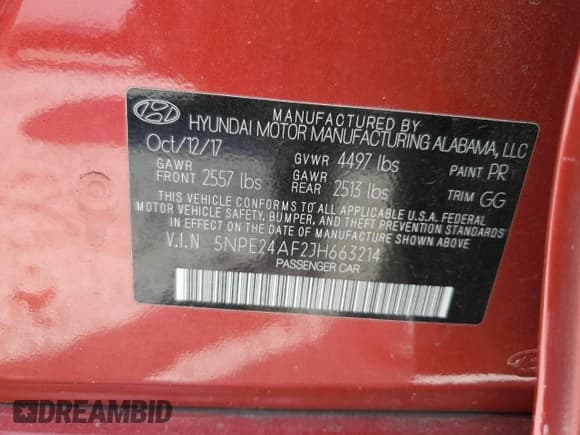 MANUFACTURED BY
HYUNDAI MOTOR MANUFACTURING ALABAMA, LLC
Oct/12/17 GVWR 4497 lbs PAINT PR
GAWR FRONT 2557 lbs GAWR REAR 2513 lbs TRIM GG
THIS VEHICLE CONFORMS TO ALL APPLICABLE U.S.A. FEDERAL
MOTOR VEHICLE SAFETY, BUMPER, AND THEFT PREVENTION STANDARDS
IN EFFECT ON THE DATE OF MANUFACTURE SHOWN ABOVE.
V.I.N 5NPE24AF2JH663214
PASSENGER CAR
DREAMBID